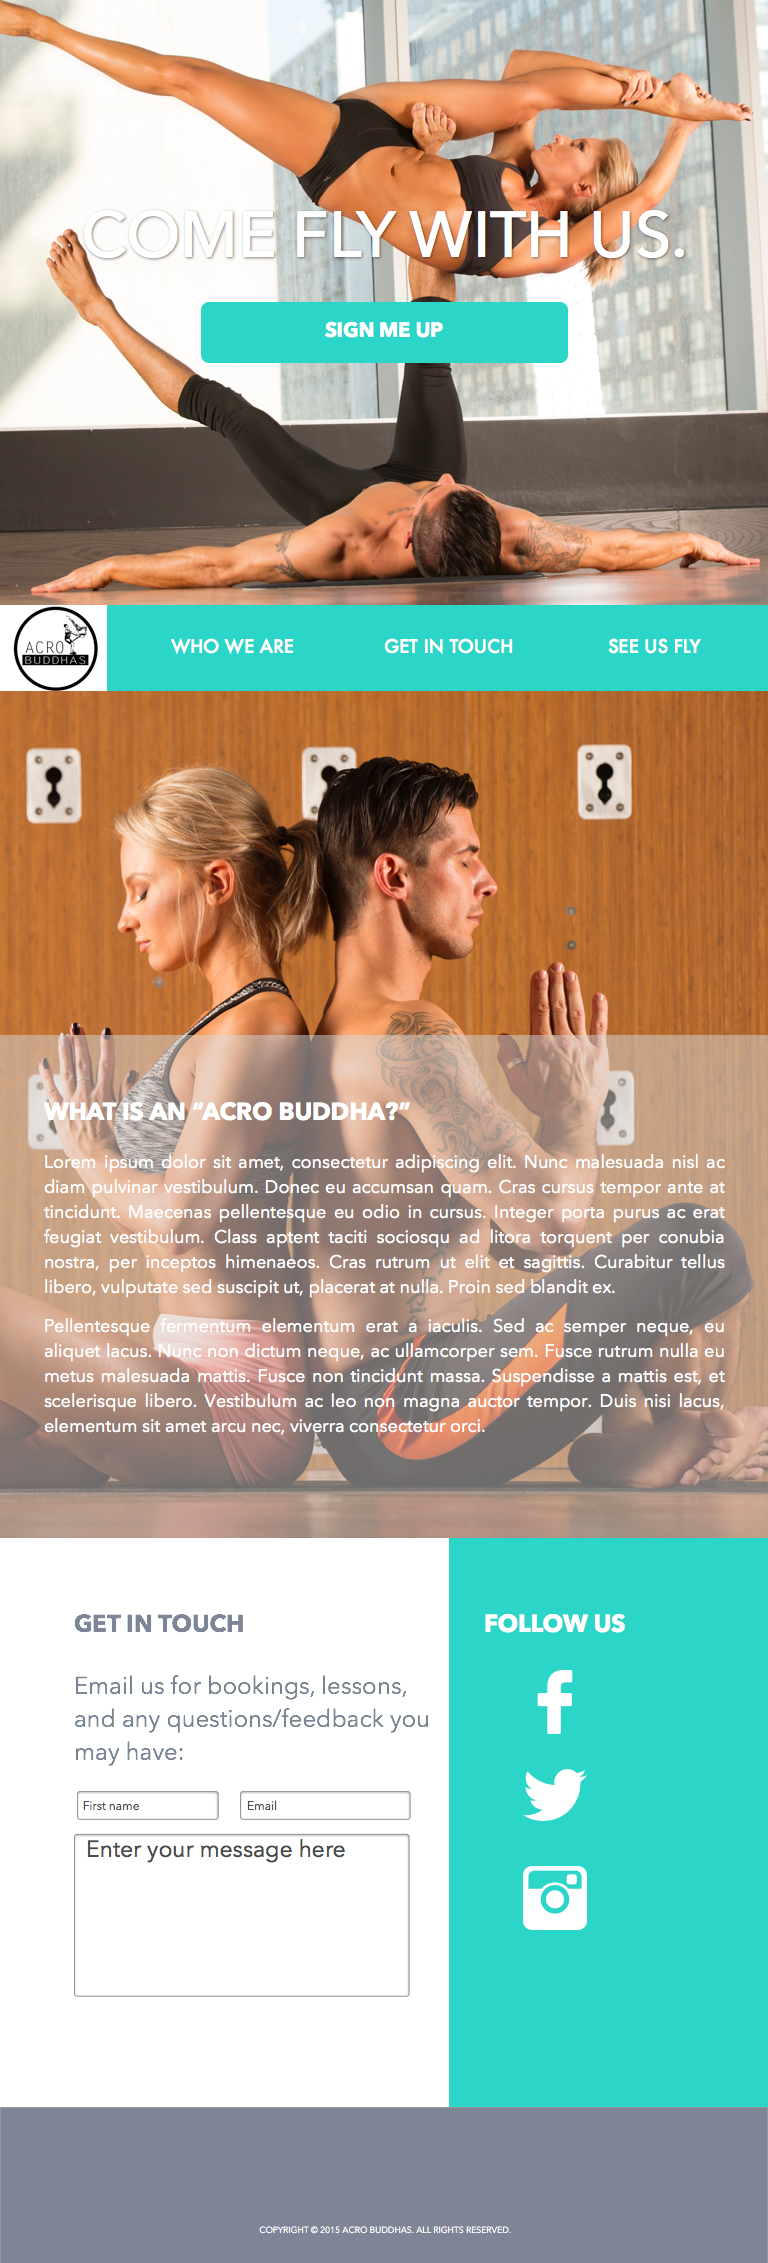 COME FLY WITH US.
SIGN ME UP
ACRO
BUDDHAS
WHO WE ARE
GET IN TOUCH
SEE US FLY
WHAT IS AN “ACRO BUDDHA?”
Lorem ipsum dolor sit amet, consectetur adipiscing elit. Nunc malesuada nisl ac
diam pulvinar vestibulum. Donec eu accumsan quam. Cras cursus tempor ante at
tincidunt. Maecenas pellentesque eu odio in cursus. Integer porta purus ac erat
feugiat vestibulum. Class aptent taciti sociosqu ad litora torquent per conubia
nostra, per inceptos himenaeos. Cras rutrum ut elit et sagittis. Curabitur tellus
libero, vulputate sed suscipit ut, placerat at nulla. Proin sed blandit ex.
Pellentesque fermentum elementum erat a iaculis. Sed ac semper neque, eu
aliquet lacus. Nunc non dictum neque, ac ullamcorper sem. Fusce rutrum nulla eu
metus malesuada mattis. Fusce non tincidunt massa. Suspendisse a mattis est, et
scelerisque libero. Vestibulum ac leo non magna auctor tempor. Duis nisi lacus,
elementum sit amet arcu nec, viverra consectetur orci.
GET IN TOUCH
Email us for bookings, lessons,
and any questions/feedback you
may have:
First name
Email
Enter your message here
FOLLOW US
COPYRIGHT © 2015 ACRO BUDDHAS. ALL RIGHTS RESERVED.